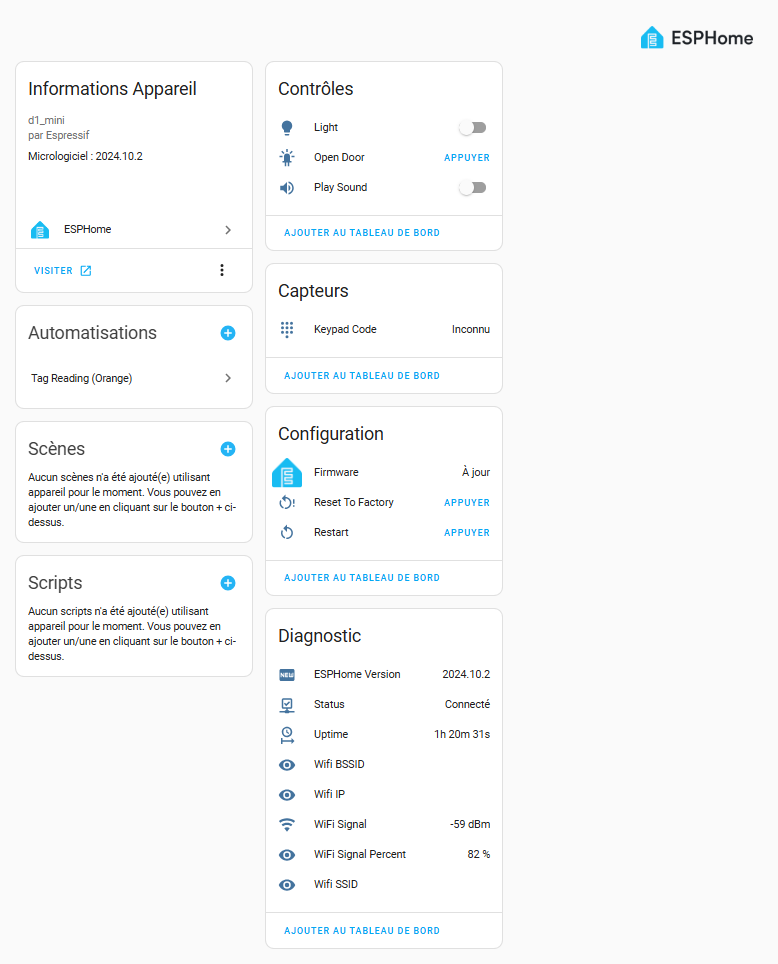 ESPHome
Informations Appareil
d1_mini
par Espressif
Micrologiciel : 2024.10.2
ESPHome
VISITER
Automatisations
Tag Reading (Orange)
Scènes
Aucun scènes n'a été ajouté(e) utilisant
appareil pour le moment. Vous pouvez en
ajouter un/une en cliquant sur le bouton + ci-
dessus.
Scripts
Aucun scripts n'a été ajouté(e) utilisant
appareil pour le moment. Vous pouvez en
ajouter un/une en cliquant sur le bouton + ci-
dessus.
Contrôles
Light
Open Door APPUYER
Play Sound
AJOUTER AU TABLEAU DE BORD
Capteurs
Keypad Code Inconnu
AJOUTER AU TABLEAU DE BORD
Configuration
Firmware À jour
Reset To Factory APPUYER
Restart APPUYER
AJOUTER AU TABLEAU DE BORD
Diagnostic
NEW ESPHome Version 2024.10.2
Status Connecté
Uptime 1h 20m 31s
Wifi BSSID
Wifi IP
WiFi Signal -59 dBm
WiFi Signal Percent 82 %
Wifi SSID
AJOUTER AU TABLEAU DE BORD